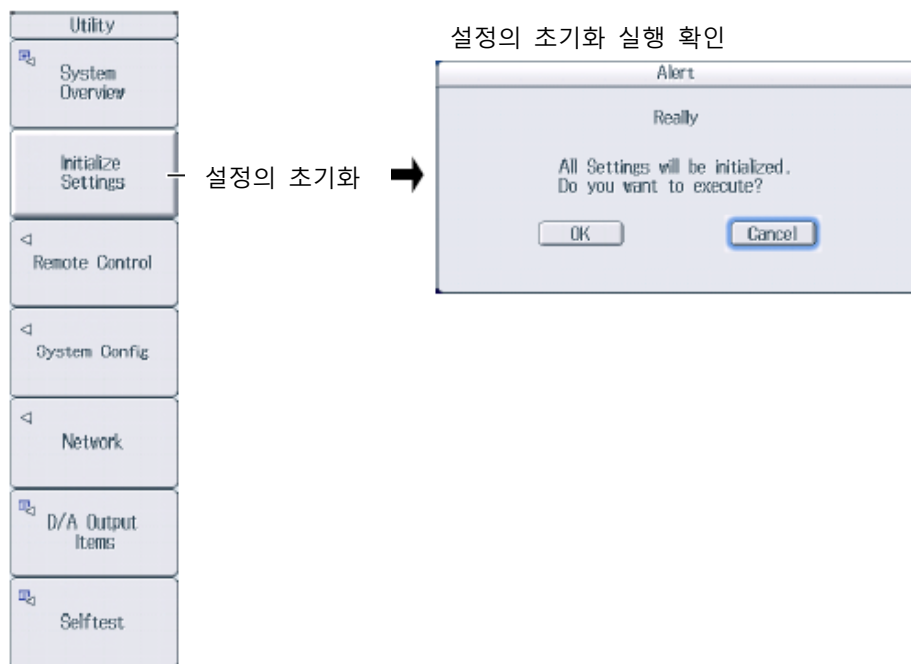 Utility
System
Overview
Initialize
Settings
Remote Control
System Config
Network
D/A Output
Items
Selftest
설정의 초기화
설정의 초기화 실행 확인
Alert
Really
All Settings will be initialized.
Do you want to execute?
OK
Cancel